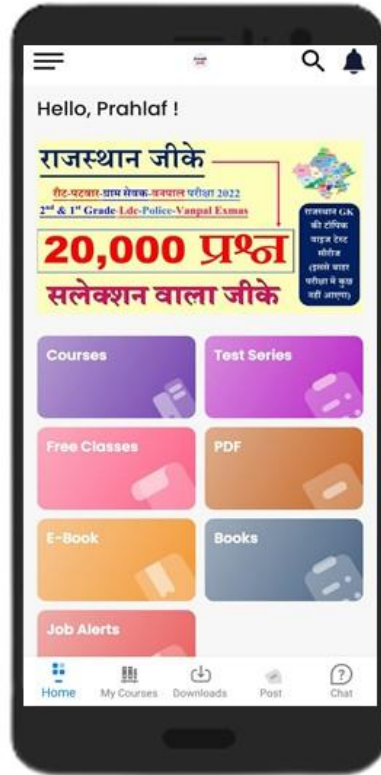 Hello, Prahlaf !
राजस्थान जीके
रीट-पटवार-ग्राम सेवक-वनपाल परीक्षा 2022
2nd & 1st Grade-Ldc-Police-Vanpal Exmas
20,000 प्रश्न
सलेक्शन वाला जीके
राजस्थान GK
की टॉपिक
वाइज टेस्ट
सीरीज
(इससे बाहर
परीक्षा में कुछ
नहीं आएगा)
Courses
Test Series
Free Classes
PDF
E-Book
Books
Job Alerts
Home
My Courses
Downloads
Post
Chat